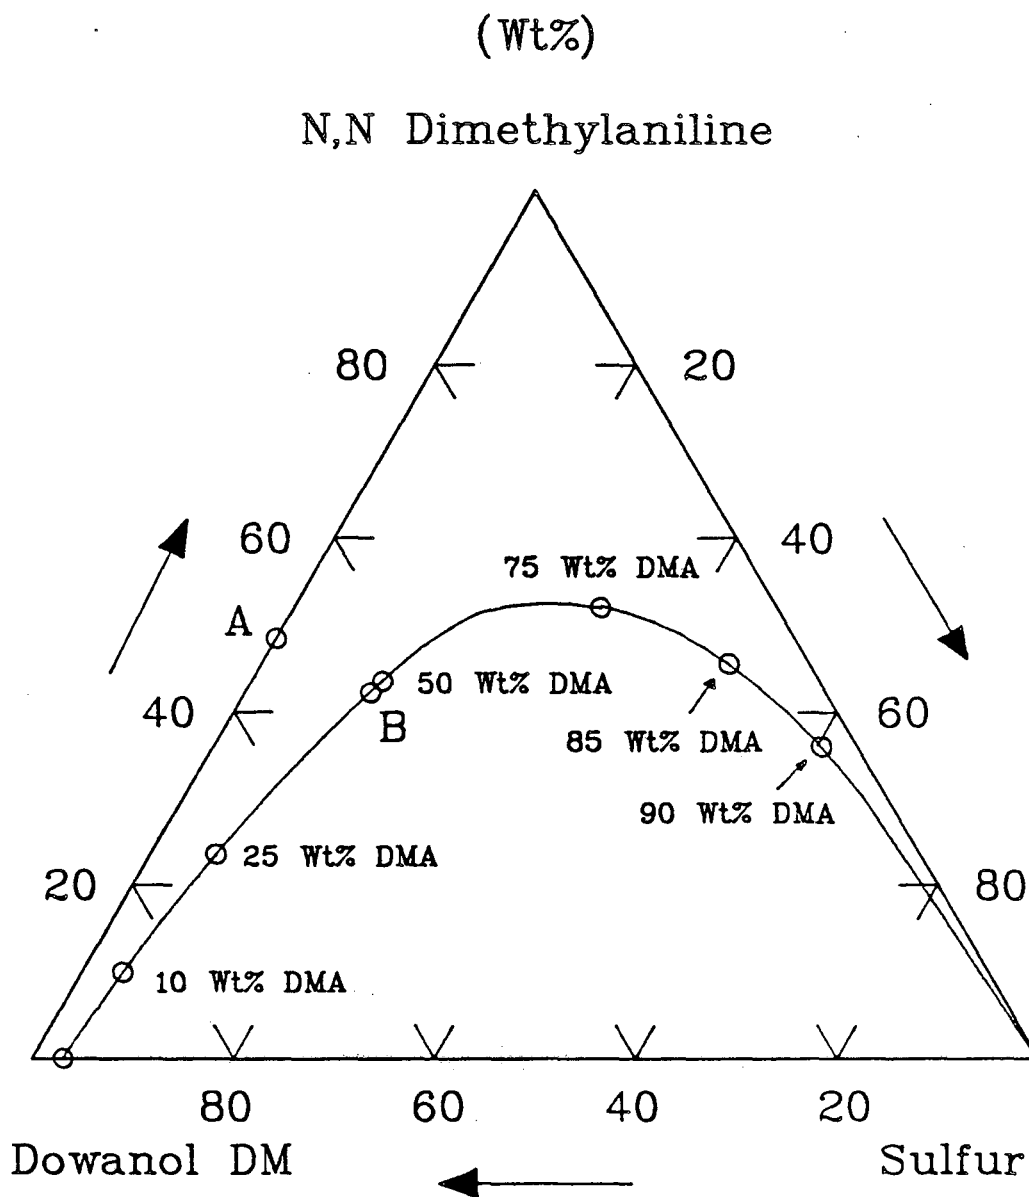 (Wt%)
N,N Dimethylaniline
80
20
60
40
75 Wt% DMA
A
50 Wt% DMA
40
B
60
85 Wt% DMA
90 Wt% DMA
25 Wt% DMA
20
80
10 Wt% DMA
80
60
40
20
Dowanol DM
Sulfur